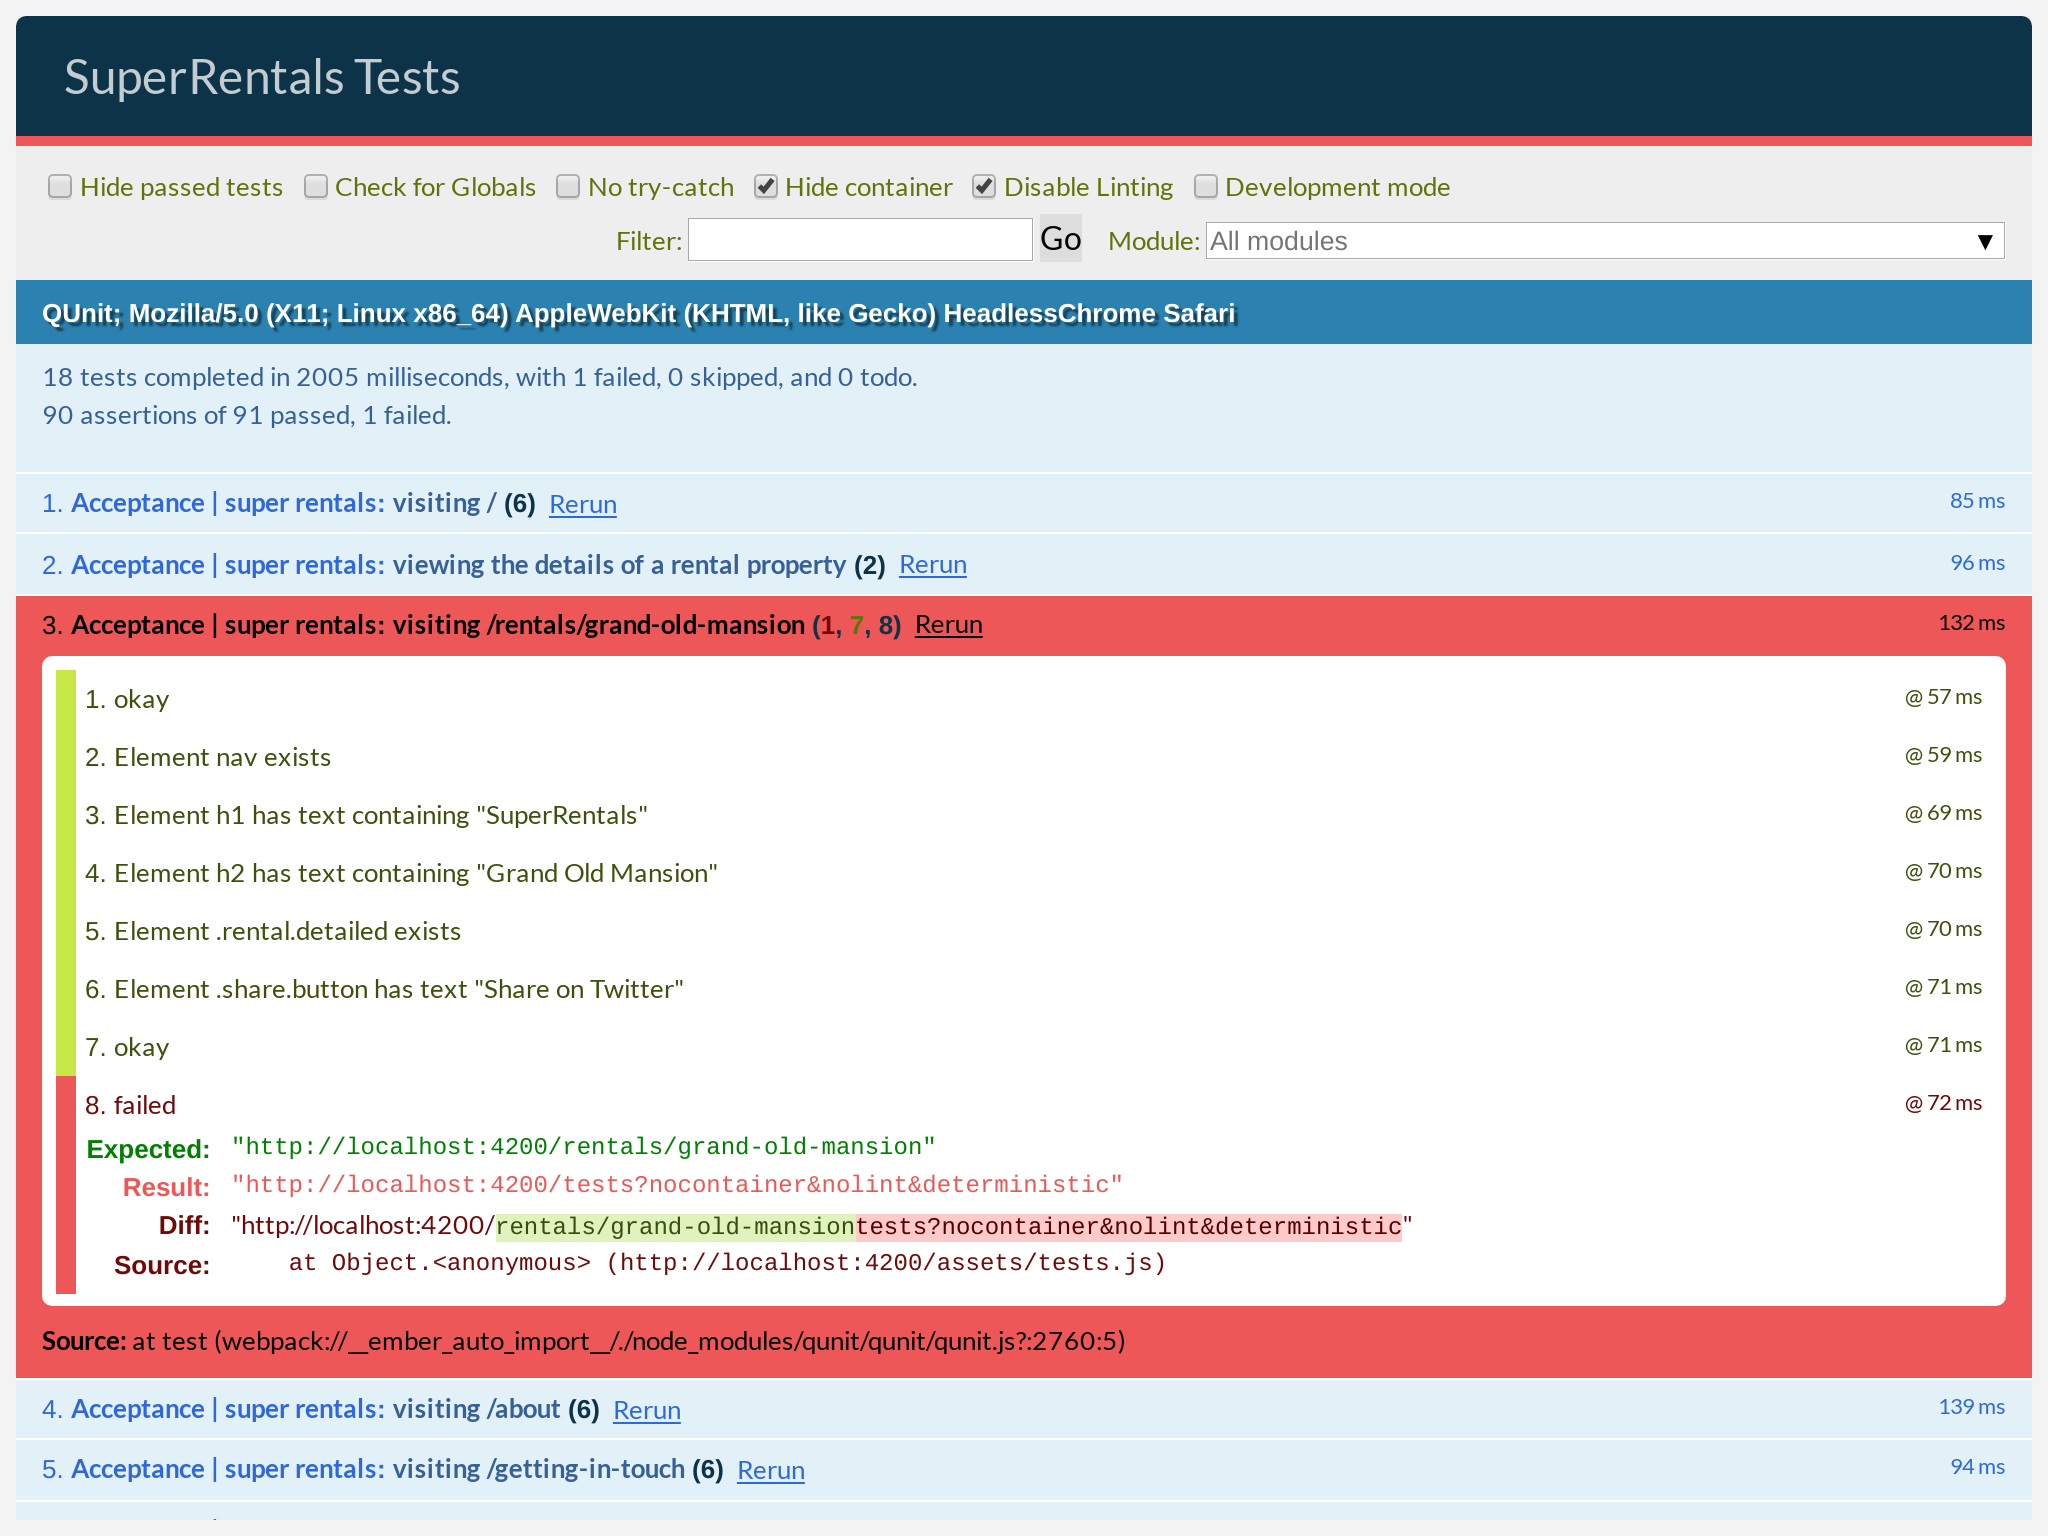 SuperRentals Tests
Hide passed tests Check for Globals No try-catch Hide container Disable Linting Development mode
Filter: Go Module: All modules ▼
QUnit; Mozilla/5.0 (X11; Linux x86_64) AppleWebKit (KHTML, like Gecko) HeadlessChrome Safari
18 tests completed in 2005 milliseconds, with 1 failed, 0 skipped, and 0 todo.
90 assertions of 91 passed, 1 failed.
1. Acceptance | super rentals: visiting / (6) Rerun 85 ms
2. Acceptance | super rentals: viewing the details of a rental property (2) Rerun 96 ms
3. Acceptance | super rentals: visiting /rentals/grand-old-mansion (1, 7, 8) Rerun 132 ms
1. okay @ 57 ms
2. Element nav exists @ 59 ms
3. Element h1 has text containing "SuperRentals" @ 69 ms
4. Element h2 has text containing "Grand Old Mansion" @ 70 ms
5. Element .rental.detailed exists @ 70 ms
6. Element .share.button has text "Share on Twitter" @ 71 ms
7. okay @ 71 ms
8. failed @ 72 ms
Expected: "http://localhost:4200/rentals/grand-old-mansion"
Result: "http://localhost:4200/tests?nocontainer&nolint&deterministic"
Diff: "http://localhost:4200/rentals/grand-old-mansiontests?nocontainer&nolint&deterministic"
Source: at Object.<anonymous> (http://localhost:4200/assets/tests.js)
Source: at test (webpack://__ember_auto_import__/./node_modules/qunit/qunit/qunit.js?:2760:5)
4. Acceptance | super rentals: visiting /about (6) Rerun 139 ms
5. Acceptance | super rentals: visiting /getting-in-touch (6) Rerun 94 ms